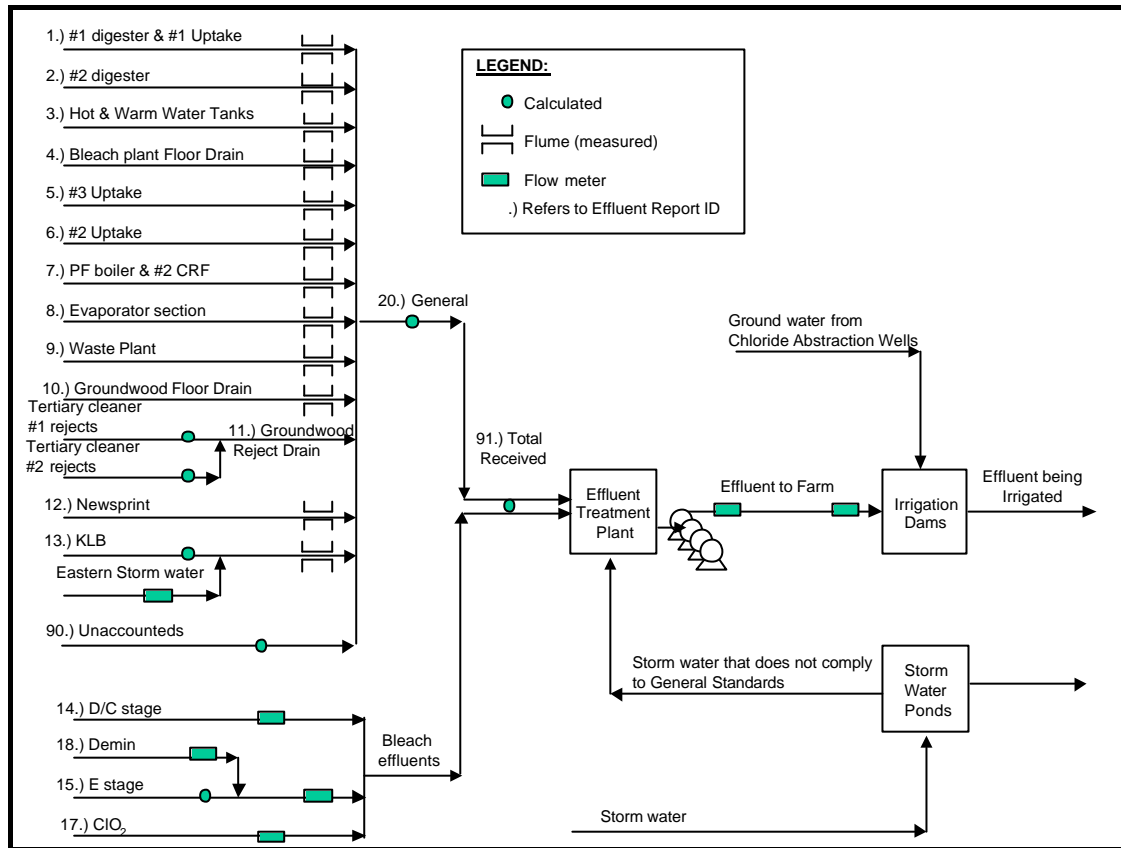 1.) #1 digester & #1 Uptake
2.) #2 digester
3.) Hot & Warm Water Tanks
4.) Bleach plant Floor Drain
5.) #3 Uptake
6.) #2 Uptake
7.) PF boiler & #2 CRF
8.) Evaporator section
9.) Waste Plant
10.) Groundwood Floor Drain
Tertiary cleaner
#1 rejects
Tertiary cleaner
#2 rejects
11.) Groundwood
Reject Drain
12.) Newsprint
13.) KLB
Eastern Storm water
90.) Unaccounteds
14.) D/C stage
18.) Demin
15.) E stage
17.) ClO₂
LEGEND:
Calculated
Flume (measured)
Flow meter
.) Refers to Effluent Report ID
20.) General
Bleach
effluents
91.) Total
Received
Effluent
Treatment
Plant
Effluent to Farm
Ground water from
Chloride Abstraction Wells
Irrigation
Dams
Effluent being
Irrigated
Storm water that does not comply
to General Standards
Storm
Water
Ponds
Storm water